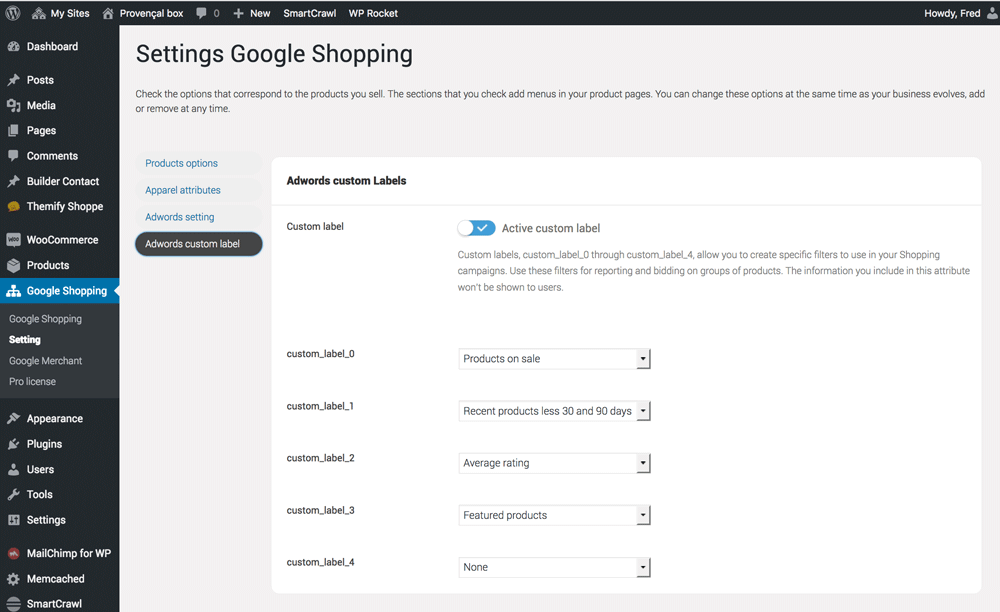 My Sites
Provençal box
0
New
SmartCrawl
WP Rocket
Howdy, Fred
Dashboard
Posts
Media
Pages
Comments
Builder Contact
Themify Shoppe
WooCommerce
Products
Google Shopping
Google Shopping
Setting
Google Merchant
Pro license
Appearance
Plugins
Users
Tools
Settings
MailChimp for WP
Memcached
SmartCrawl
Settings Google Shopping
Check the options that correspond to the products you sell. The sections that you check add menus in your product pages. You can change these options at the same time as your business evolves, add
or remove at any time.
Products options
Apparel attributes
Adwords setting
Adwords custom label
Adwords custom Labels
Custom label
Active custom label
Custom labels, custom_label_0 through custom_label_4, allow you to create specific filters to use in your Shopping
campaigns. Use these filters for reporting and bidding on groups of products. The information you include in this attribute
won't be shown to users.
custom_label_0
Products on sale
custom_label_1
Recent products less 30 and 90 days
custom_label_2
Average rating
custom_label_3
Featured products
custom_label_4
None